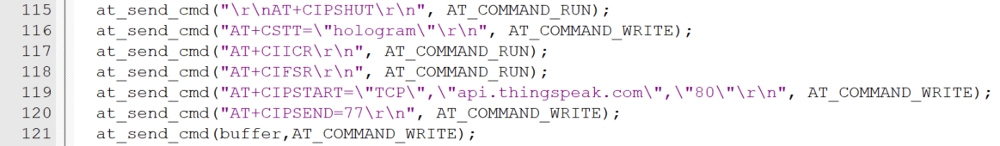 115 at_send_cmd("\r\nAT+CIPSHUT\r\n", AT_COMMAND_RUN);
116 at_send_cmd("AT+CSTT=\"hologram\"\r\n", AT_COMMAND_WRITE);
117 at_send_cmd("AT+CIICR\r\n", AT_COMMAND_RUN);
118 at_send_cmd("AT+CIFSR\r\n", AT_COMMAND_RUN);
119 at_send_cmd("AT+CIPSTART=\"TCP\",\"api.thingspeak.com\",\"80\"\r\n", AT_COMMAND_WRITE);
120 at_send_cmd("AT+CIPSEND=77\r\n", AT_COMMAND_WRITE);
121 at_send_cmd(buffer,AT_COMMAND_WRITE);